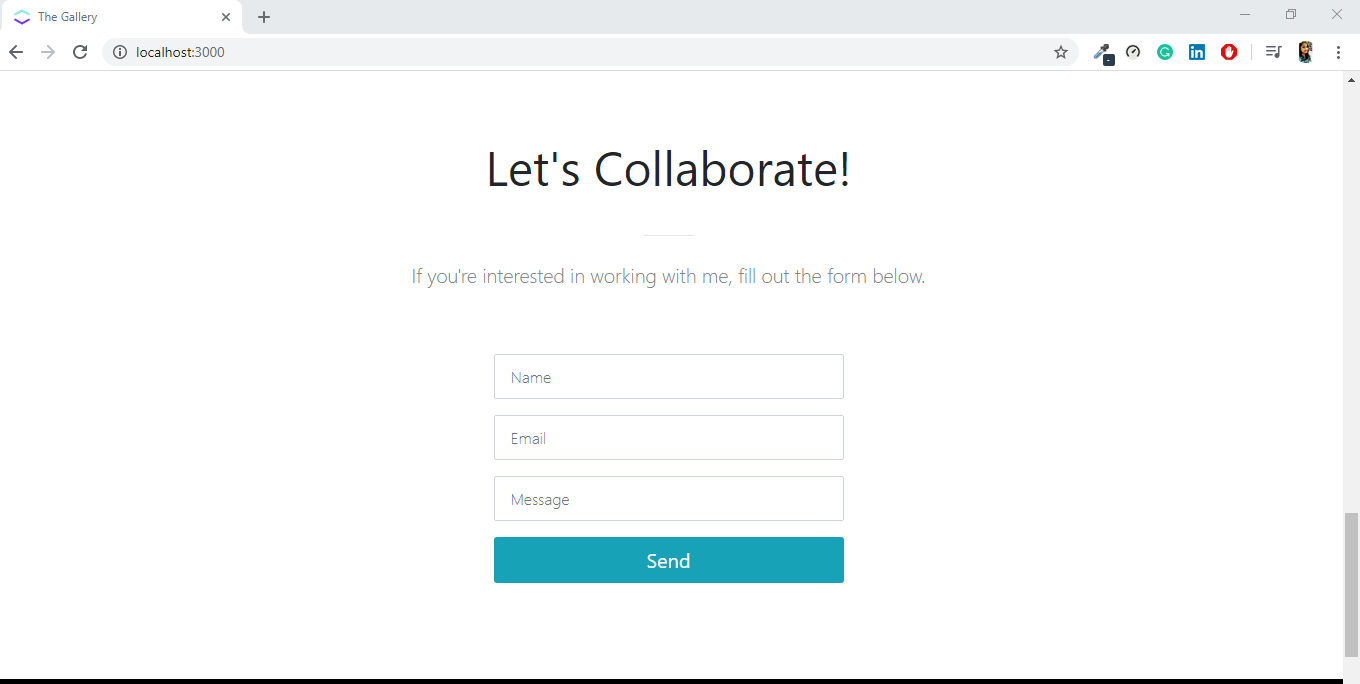 The Gallery
localhost:3000
Let's Collaborate!
If you're interested in working with me, fill out the form below.
Name
Email
Message
Send